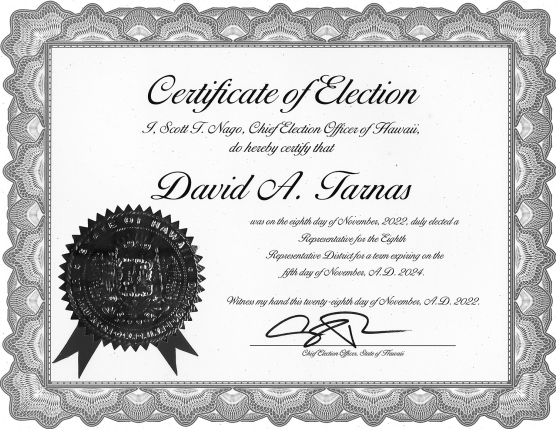 Certificate of Election
I, Scott T. Nago, Chief Election Officer of Hawaii,
do hereby certify that
David A. Tarnas
was on the eighth day of November, 2022, duly elected a
Representative for the Eighth
Representative District for a term expiring on the
fifth day of November, A.D. 2024.
Witness my hand this twenty-eighth day of November, A.D. 2022.
Chief Election Officer, State of Hawaii